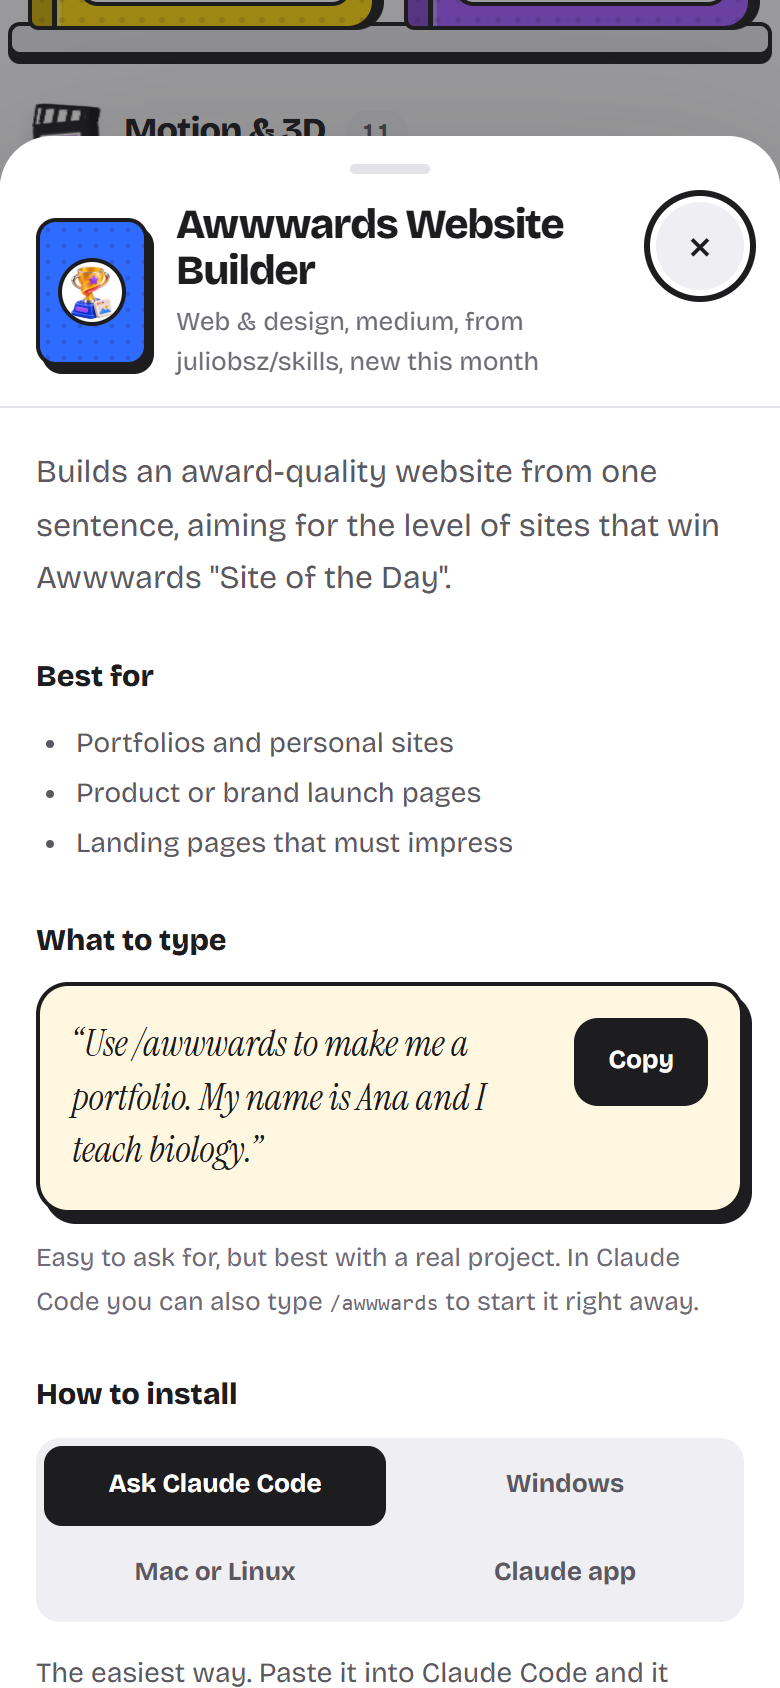 Motion & 3D 11
Awwwards Website
Builder
×
Web & design, medium, from
juliobsz/skills, new this month
Builds an award-quality website from one
sentence, aiming for the level of sites that win
Awwwards "Site of the Day".
Best for
• Portfolios and personal sites
• Product or brand launch pages
• Landing pages that must impress
What to type
“Use /awwwards to make me a
portfolio. My name is Ana and I
teach biology.”
Copy
Easy to ask for, but best with a real project. In Claude
Code you can also type /awwwards to start it right away.
How to install
Ask Claude Code
Windows
Mac or Linux
Claude app
The easiest way. Paste it into Claude Code and it